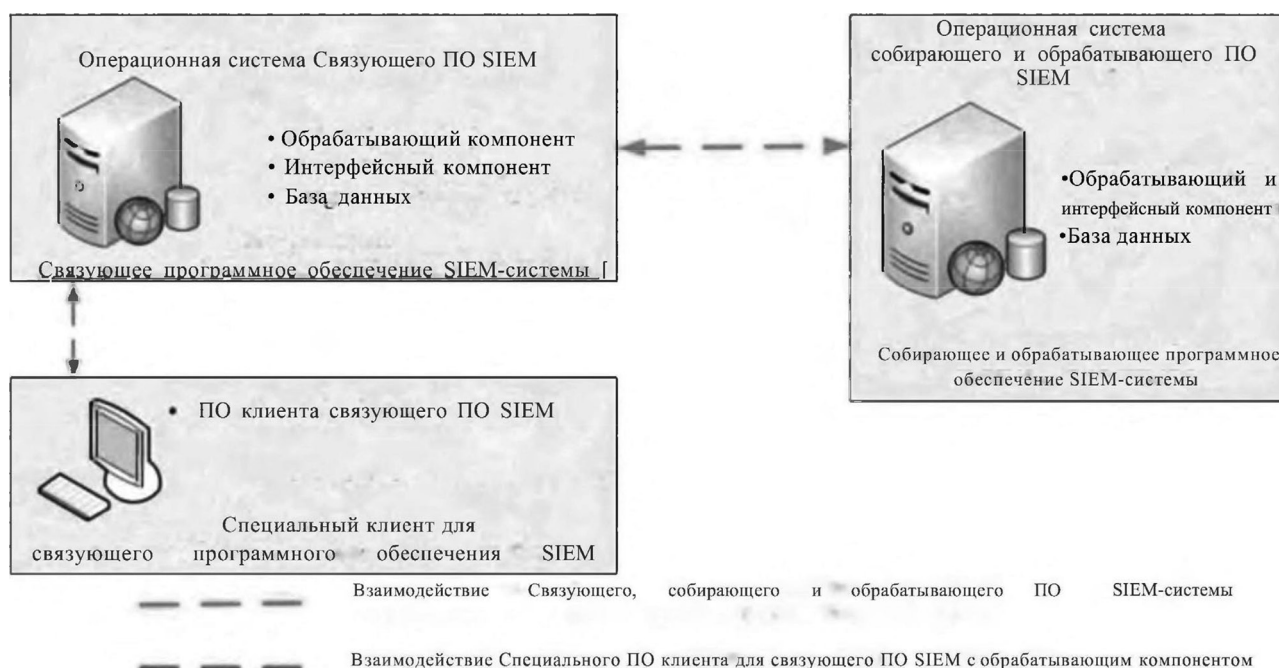 Операционная система Связующего ПО SIEM
• Обрабатывающий компонент
• Интерфейсный компонент
• База данных
Связующее программное обеспечение SIEM-системы
Операционная система
собирающего и обрабатывающего ПО
SIEM
•Обрабатывающий и
интерфейсный компонент
•База данных
Собирающее и обрабатывающее программное
обеспечение SIEM-системы
• ПО клиента связующего ПО SIEM
Специальный клиент для
связующего программного обеспечения SIEM
Взаимодействие Связующего, собирающего и обрабатывающего ПО SIEM-системы
Взаимодействие Специального ПО клиента для связующего ПО SIEM с обрабатывающим компонентом